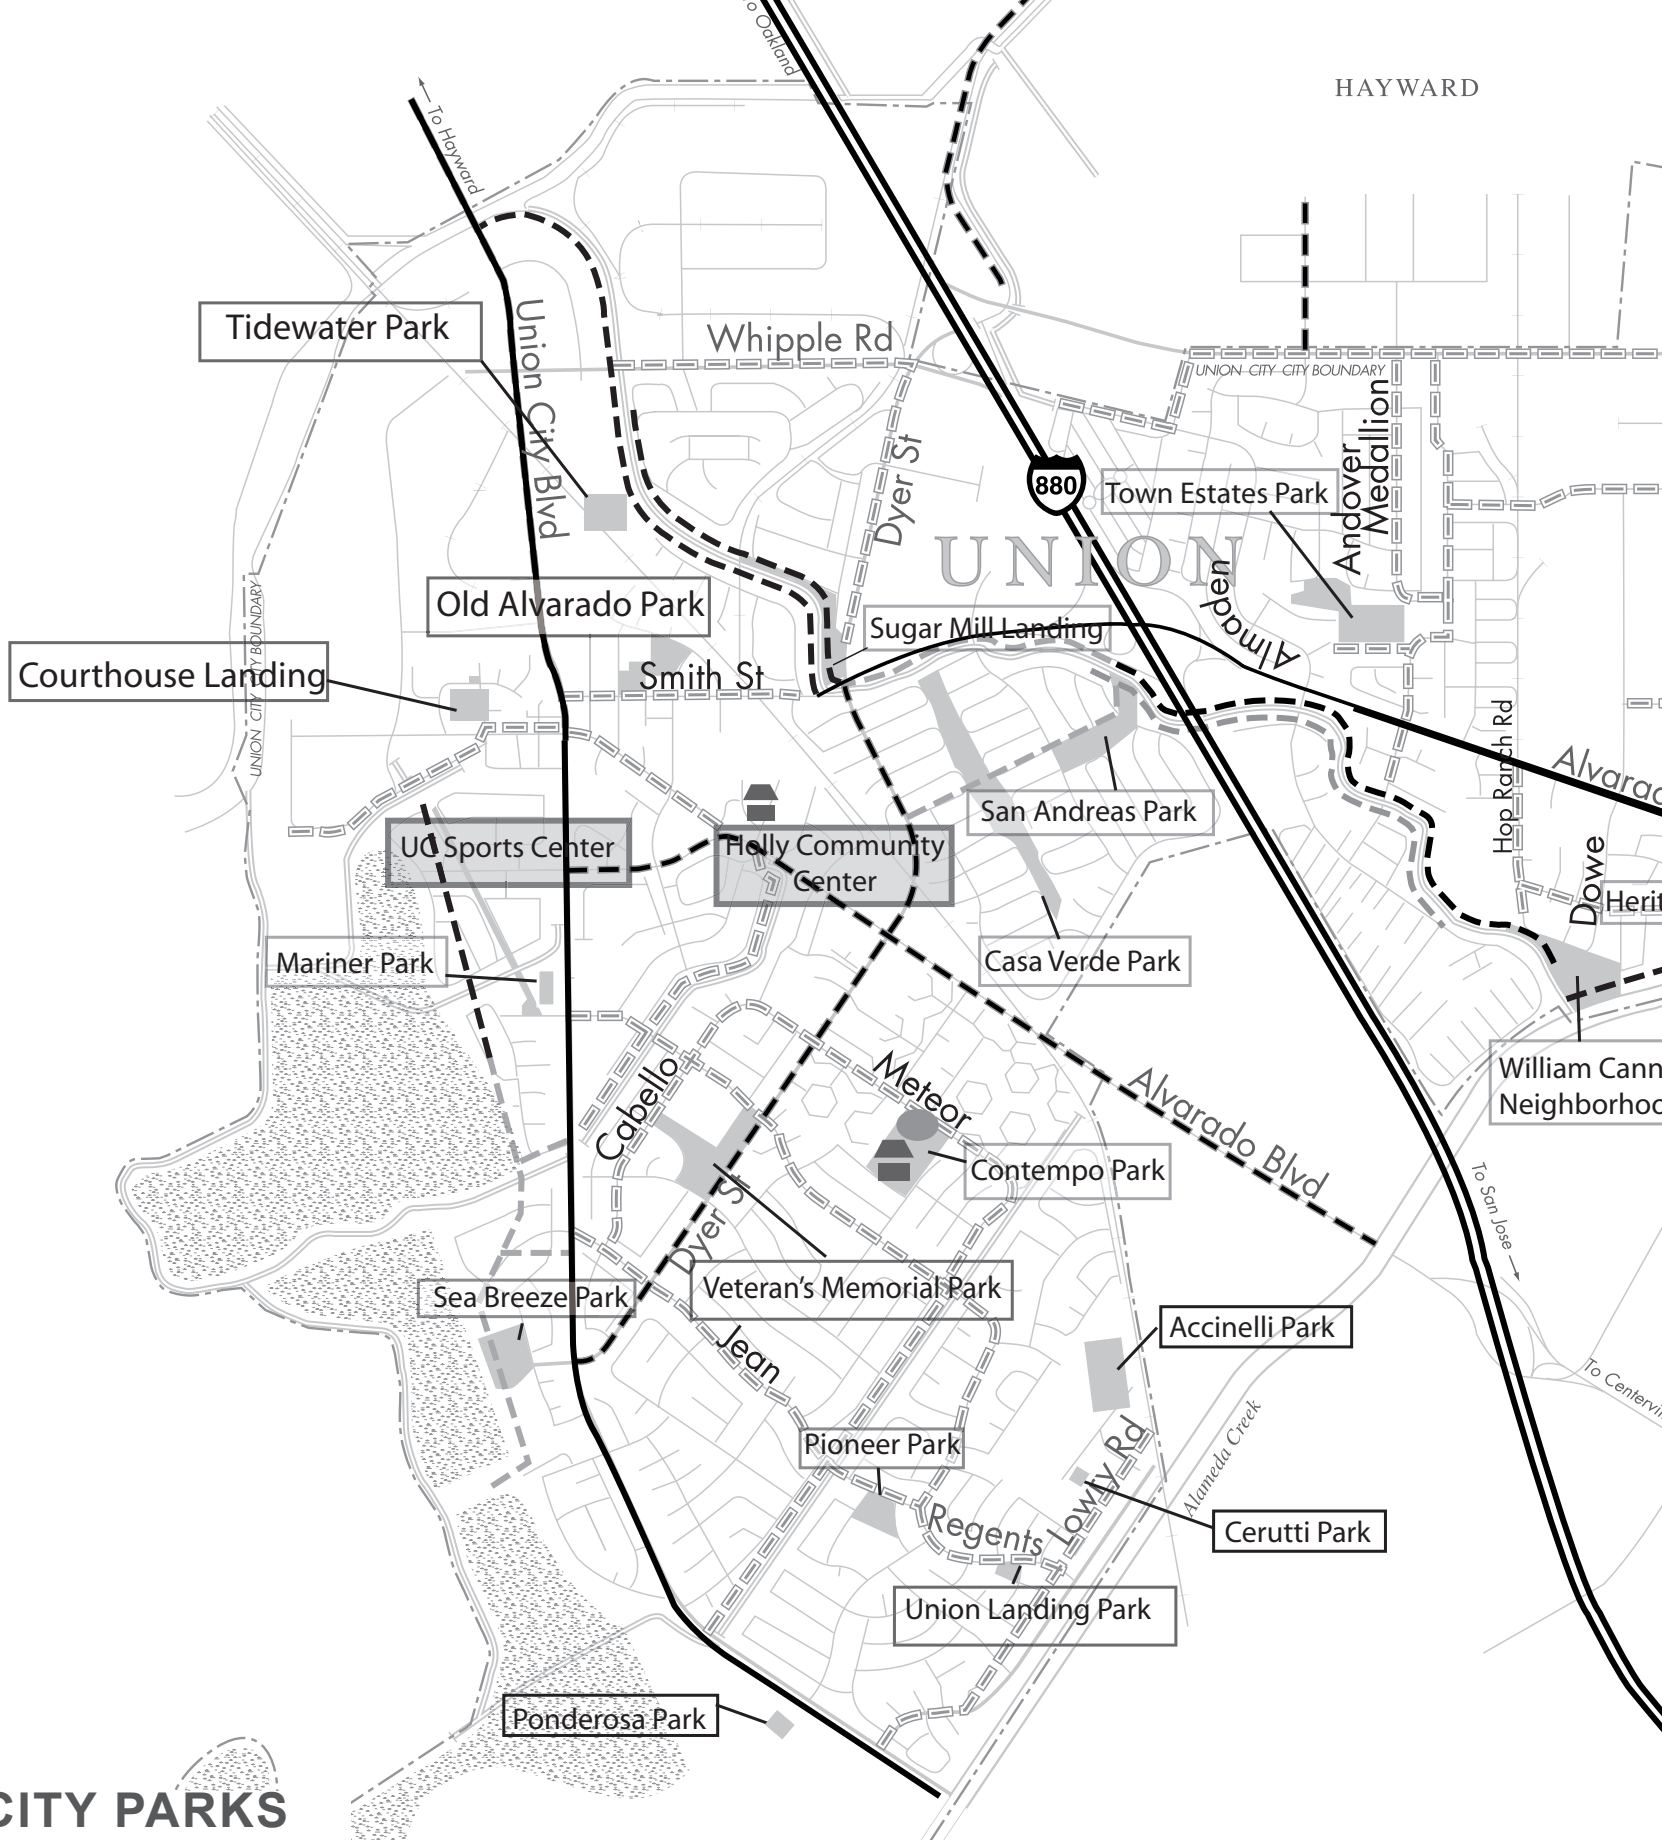 To Oakland
HAYWARD
To Hayward
Tidewater Park
Union City Blvd
Whipple Rd
UNION CITY CITY BOUNDARY
Dyer St
880
Town Estates Park
Andover
Medallion
UNION
Almaden
Old Alvarado Park
Sugar Mill Landing
Courthouse Landing
UNION CITY CITY BOUNDARY
Smith St
Hop Ranch Rd
San Andreas Park
UC Sports Center
Holly Community
Center
Dowe
Mariner Park
Casa Verde Park
William Cann
Cabello
Meteor
Alvarado Blvd
Contempo Park
To San Jose
Dyer St
Veteran's Memorial Park
Sea Breeze Park
Jean
Accinelli Park
Pioneer Park
Lowry Rd
Alameda Creek
Regents
Cerutti Park
Union Landing Park
Ponderosa Park
CITY PARKS